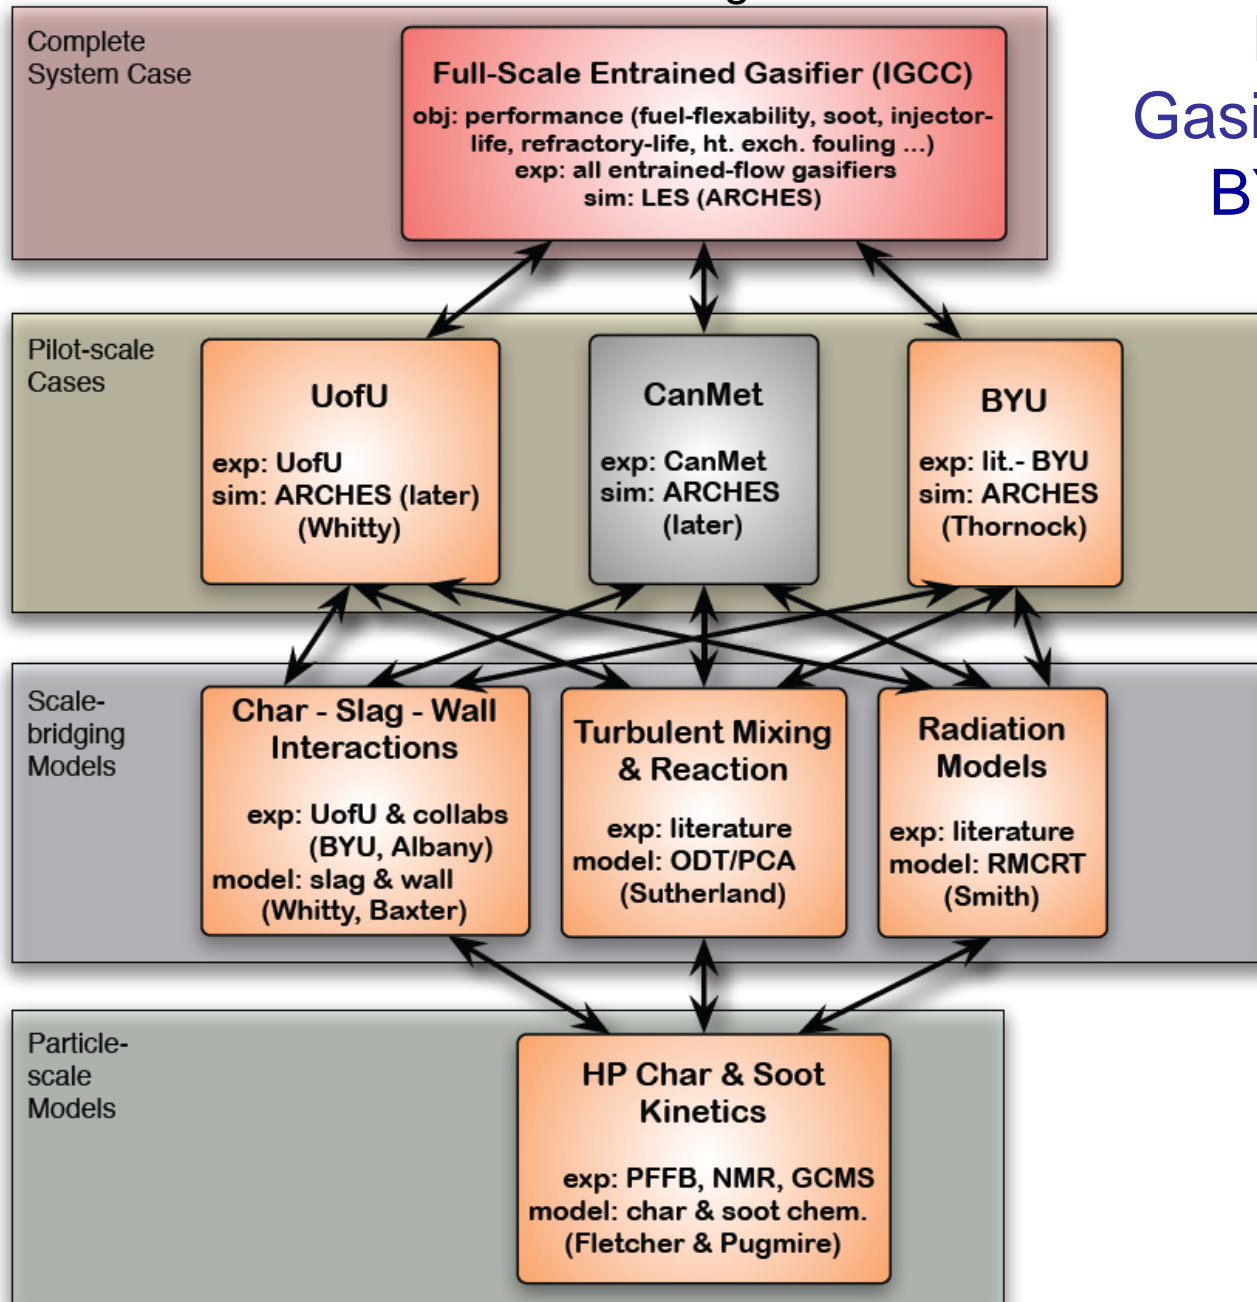 Complete
System Case
Full-Scale Entrained Gasifier (IGCC)
obj: performance (fuel-flexability, soot, injector-
life, refractory-life, ht. exch. fouling ...)
exp: all entrained-flow gasifiers
sim: LES (ARCHES)
Gasi
BY
Pilot-scale
Cases
UofU
exp: UofU
sim: ARCHES (later)
(Whitty)
CanMet
exp: CanMet
sim: ARCHES
(later)
BYU
exp: lit.- BYU
sim: ARCHES
(Thornock)
Scale-
bridging
Models
Char - Slag - Wall
Interactions
exp: UofU & collabs
(BYU, Albany)
model: slag & wall
(Whitty, Baxter)
Turbulent Mixing
& Reaction
exp: literature
model: ODT/PCA
(Sutherland)
Radiation
Models
exp: literature
model: RMCRT
(Smith)
Particle-
scale
Models
HP Char & Soot
Kinetics
exp: PFFB, NMR, GCMS
model: char & soot chem.
(Fletcher & Pugmire)